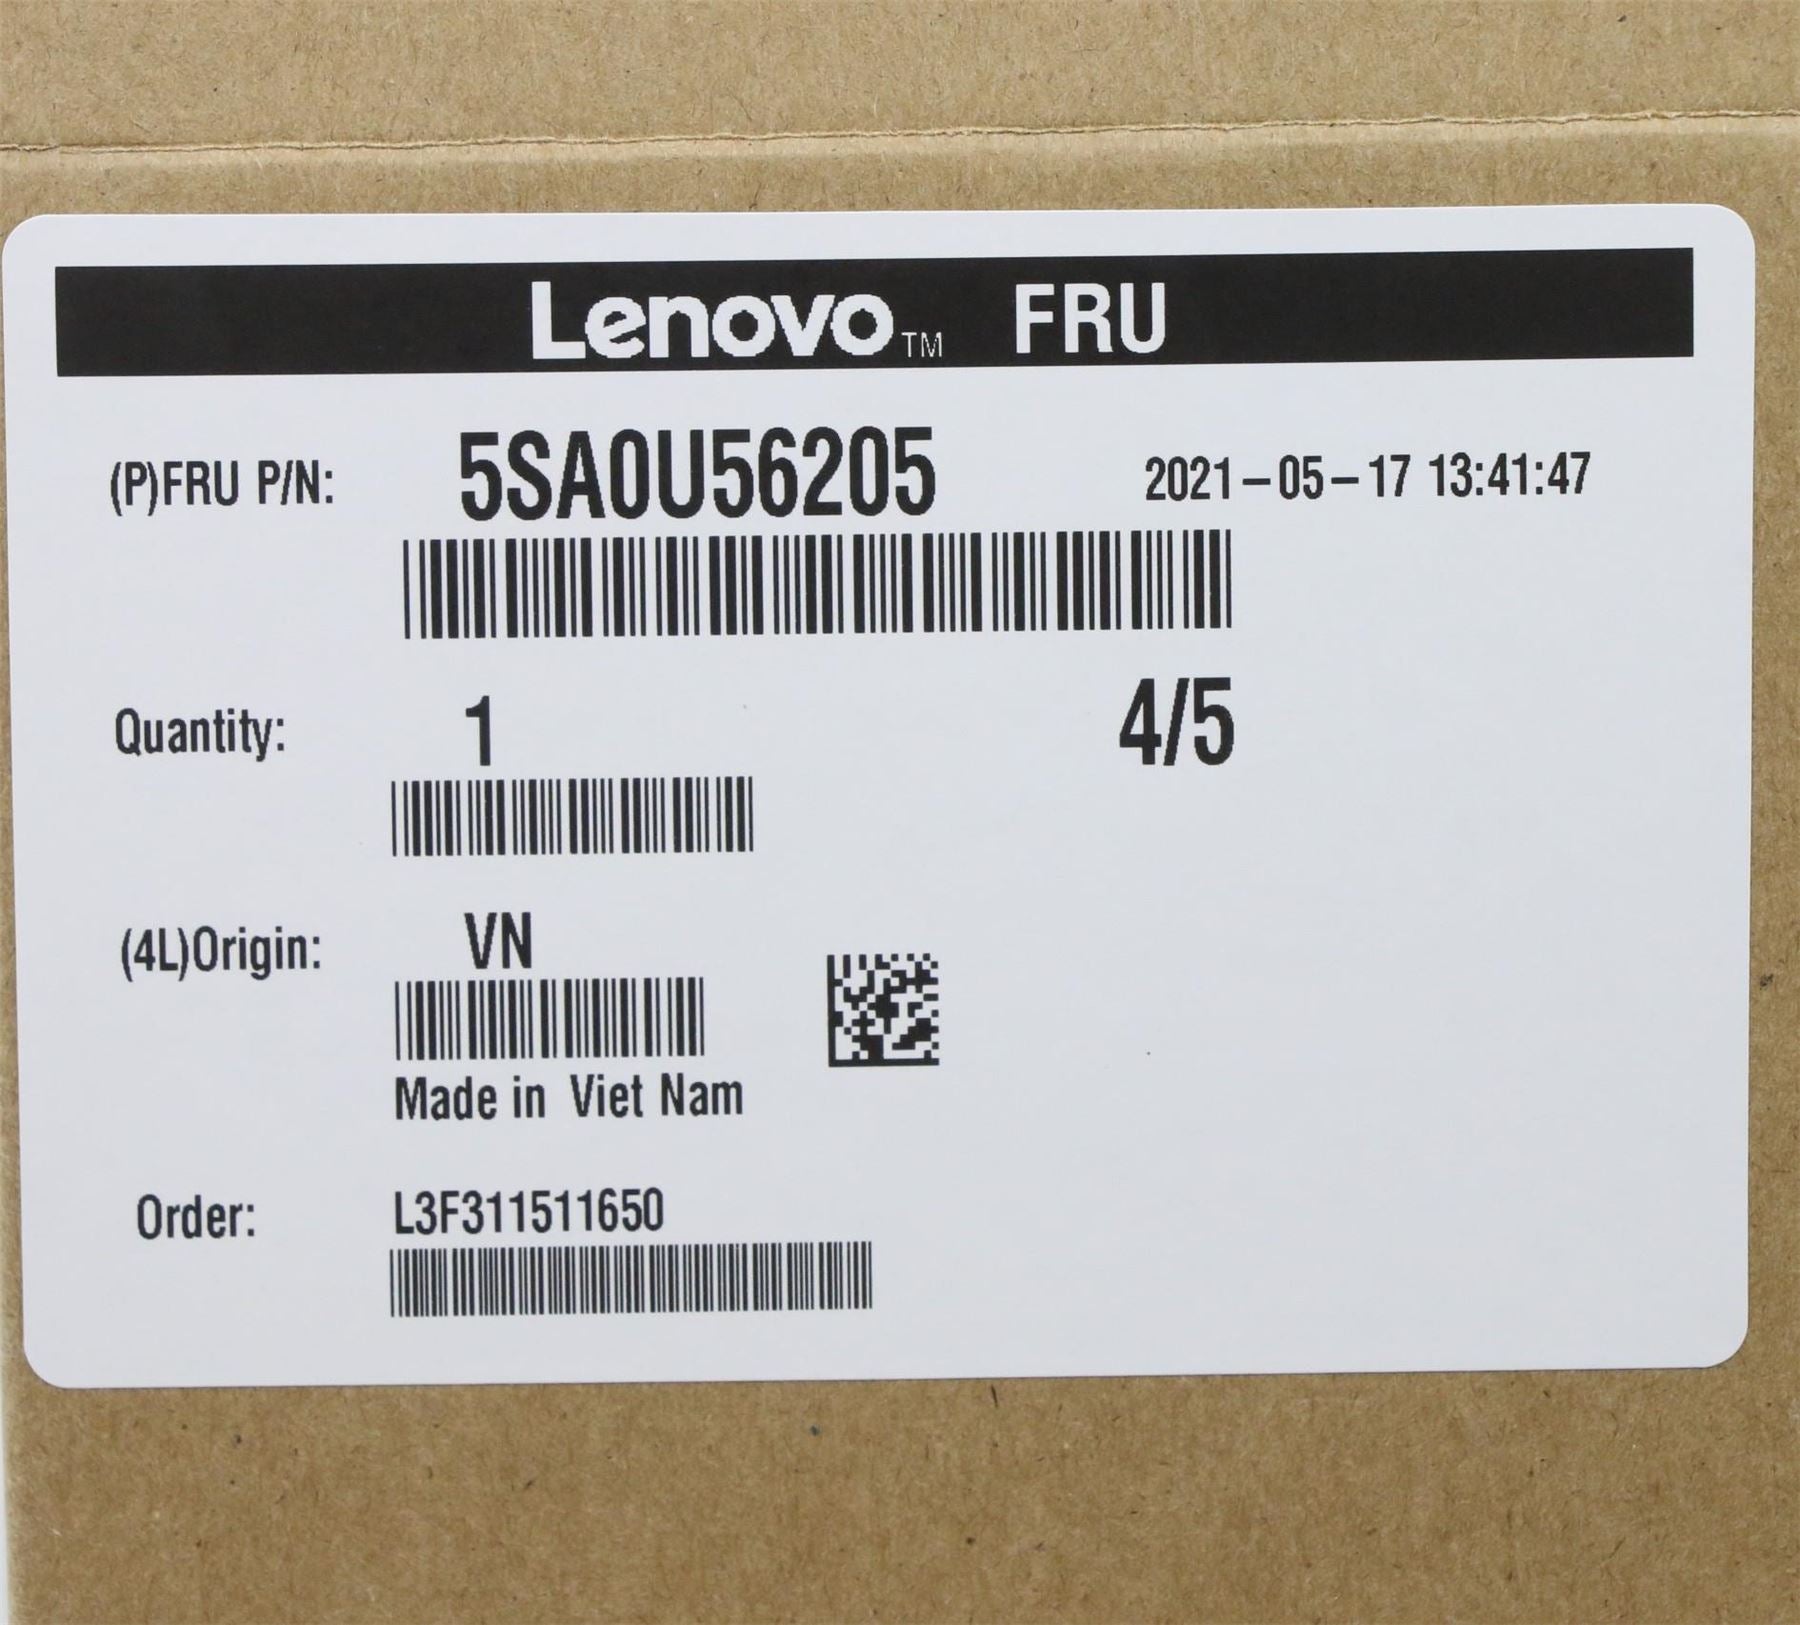 Lenovo™ FRU
(P)FRU P/N: 5SA0U56205 2021-05-17 13:41:47
Quantity: 1 4/5
(4L)Origin: VN
Made in Viet Nam
Order: L3F311511650